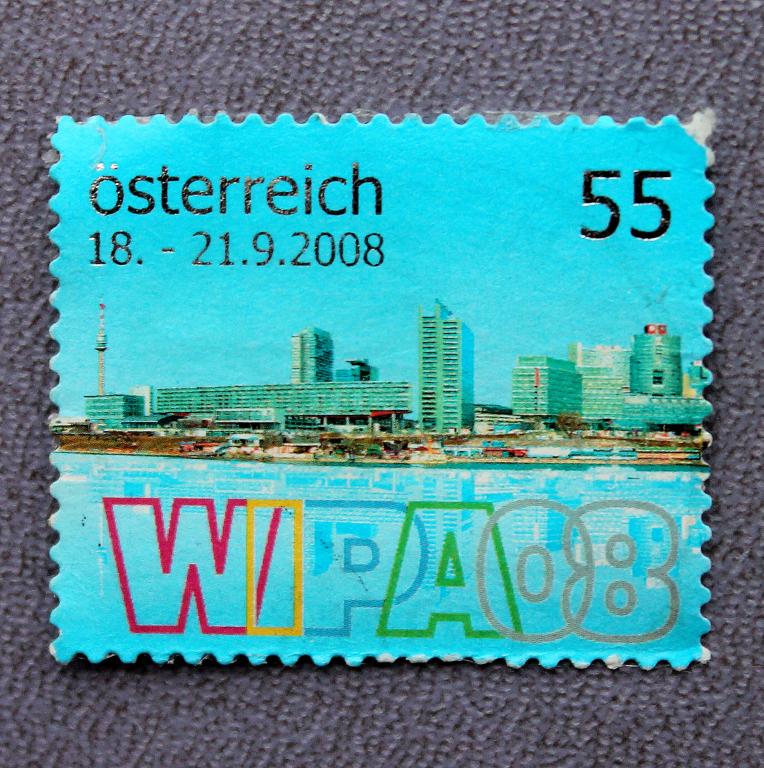 österreich
55
18. - 21.9.2008
WIPA08